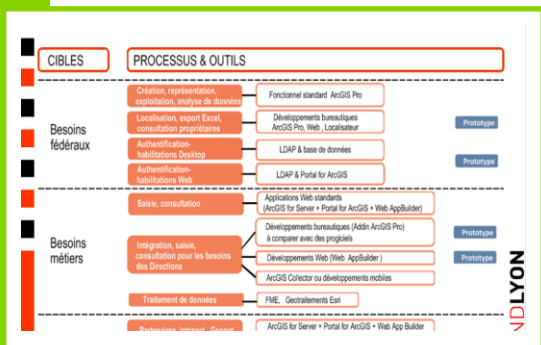 CIBLES
PROCESSUS & OUTILS
Création, représentation,
exploitation, analyse de données
Fonctionnel standard ArcGIS Pro
Besoins
fédéraux
Localisation, export Excel,
consultation propriétaires
Développements bureautiques
ArcGIS Pro, Web , Localisateur
Prototype
Authentification-
habilitations Desktop
LDAP & base de données
Prototype
Authentification-
habilitations Web
LDAP & Portal for ArcGIS
Saisie, consultation
Applications Web standards
(ArcGIS for Server + Portal for ArcGIS + Web AppBuilder)
Besoins
métiers
Intégration, saisie,
consultation pour les besoins
des Directions
Développements bureautiques (Addin ArcGIS Pro)
à comparer avec des progiciels
Prototype
Développements Web (Web AppBuilder )
Prototype
ArcGIS Collector ou développements mobiles
Traitement de données
FME, Geotraitements Esri
Partenaires, intranet, Geonet
ArcGIS for Server + Portal for ArcGIS + Web App Builder
NDLYON